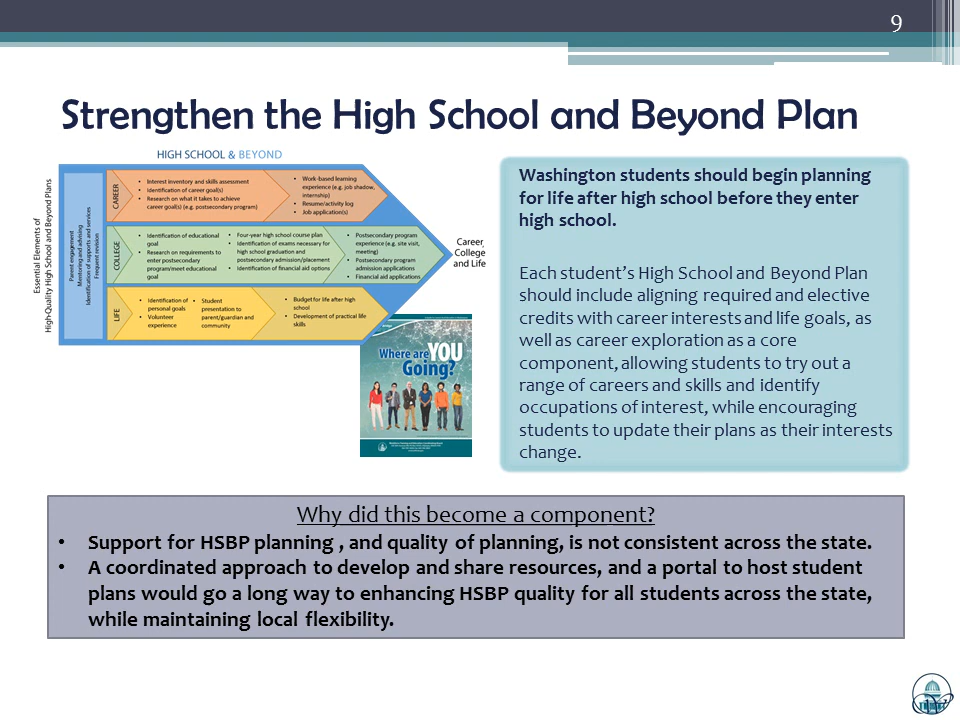 9
Strengthen the High School and Beyond Plan
HIGH SCHOOL & BEYOND
Essential Elements of
High-Quality High School and Beyond Plans
Parent engagement
Mentoring and advising
Identification of supports and services
Frequent revision
CAREER
• Interest inventory and skills assessment
• Identification of career goal(s)
• Research on what it takes to achieve
career goal(s) (e.g. postsecondary program)
• Work-based learning
experience (e.g. job shadow,
internship)
• Resume/activity log
• Job application(s)
COLLEGE
• Identification of educational
goal
• Research on requirements to
enter postsecondary
program/meet educational
goal
• Four-year high school course plan
• Identification of exams necessary for
high school graduation and
postsecondary admission/placement
• Identification of financial aid options
• Postsecondary program
experience (e.g. site visit,
meeting)
• Postsecondary program
admission applications
• Financial aid applications
LIFE
• Identification of
personal goals
• Volunteer
experience
• Student
presentation to
parent/guardian and
community
• Budget for life after high
school
• Development of practical life
skills
Career,
College
and Life
Where are YOU
Going?
Washington students should begin planning
for life after high school before they enter
high school.
Each student's High School and Beyond Plan
should include aligning required and elective
credits with career interests and life goals, as
well as career exploration as a core
component, allowing students to try out a
range of careers and skills and identify
occupations of interest, while encouraging
students to update their plans as their interests
change.
Why did this become a component?
• Support for HSBP planning , and quality of planning, is not consistent across the state.
• A coordinated approach to develop and share resources, and a portal to host student
plans would go a long way to enhancing HSBP quality for all students across the state,
while maintaining local flexibility.